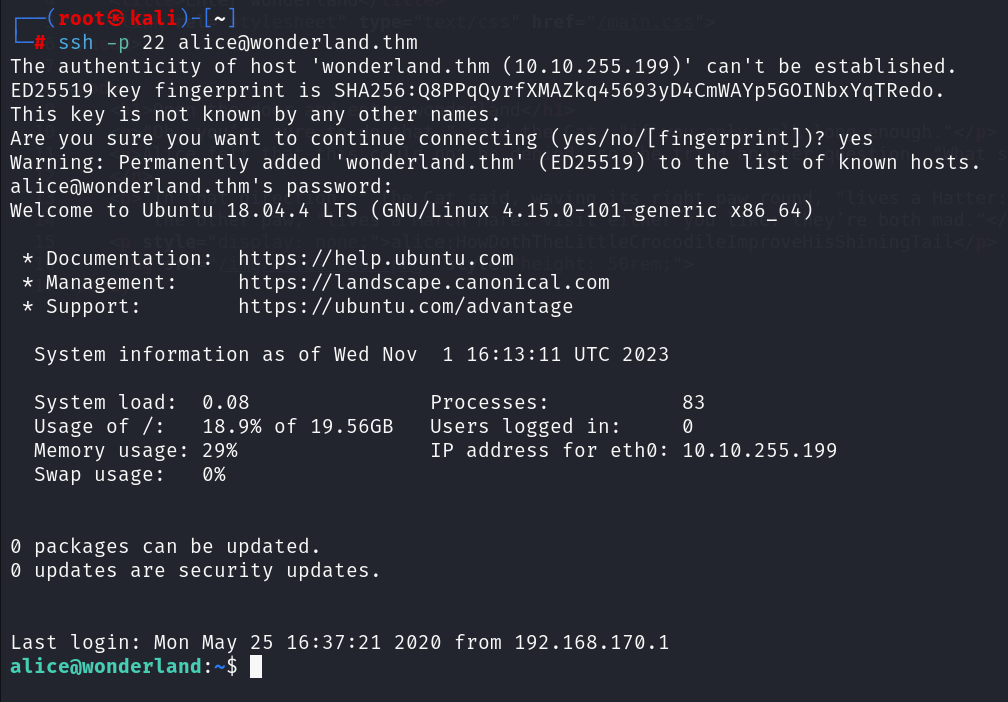 ┌──(root㉿kali)-[~]
└─# ssh -p 22 alice@wonderland.thm
The authenticity of host 'wonderland.thm (10.10.255.199)' can't be established.
ED25519 key fingerprint is SHA256:Q8PPqQyrfXMAZkq45693yD4CmWAYp5GOINbxYqTRedo.
This key is not known by any other names.
Are you sure you want to continue connecting (yes/no/[fingerprint])? yes
Warning: Permanently added 'wonderland.thm' (ED25519) to the list of known hosts.
alice@wonderland.thm's password:
Welcome to Ubuntu 18.04.4 LTS (GNU/Linux 4.15.0-101-generic x86_64)
* Documentation: https://help.ubuntu.com
* Management: https://landscape.canonical.com
* Support: https://ubuntu.com/advantage
System information as of Wed Nov 1 16:13:11 UTC 2023
System load: 0.08 Processes: 83
Usage of /: 18.9% of 19.56GB Users logged in: 0
Memory usage: 29% IP address for eth0: 10.10.255.199
Swap usage: 0%
0 packages can be updated.
0 updates are security updates.
Last login: Mon May 25 16:37:21 2020 from 192.168.170.1
alice@wonderland:~$